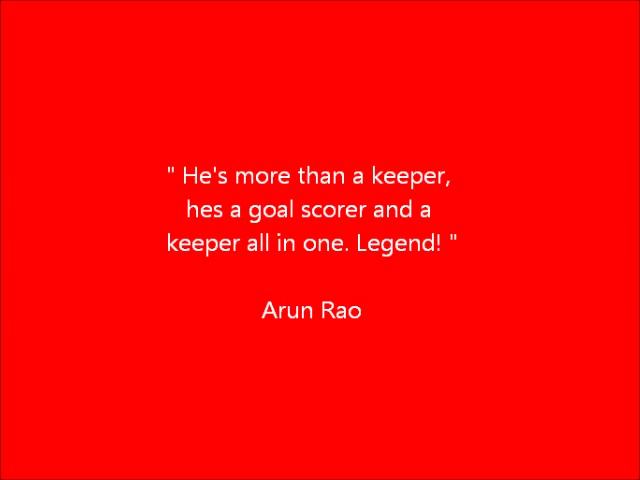 " He's more than a keeper,
hes a goal scorer and a
keeper all in one. Legend! "
Arun Rao